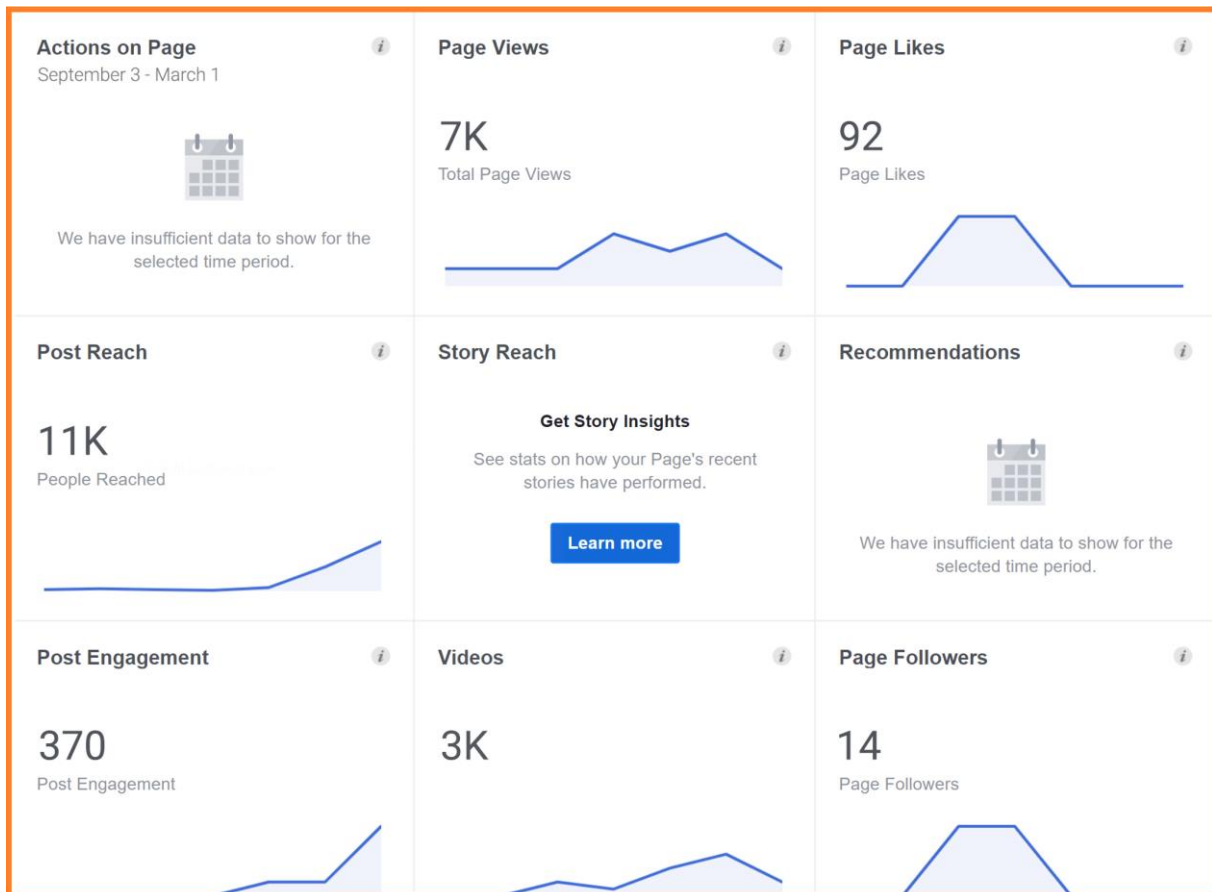 Actions on Page
September 3 - March 1
We have insufficient data to show for the
selected time period.
Page Views
7K
Total Page Views
Page Likes
92
Page Likes
Post Reach
11K
People Reached
Story Reach
Get Story Insights
See stats on how your Page's recent
stories have performed.
Learn more
Recommendations
We have insufficient data to show for the
selected time period.
Post Engagement
370
Post Engagement
Videos
3K
Page Followers
14
Page Followers